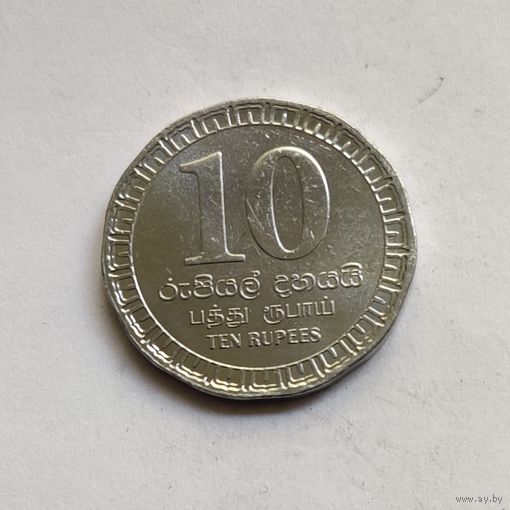 10
රුපියල් දහයයි
பத்து ரூபாய்
TEN RUPEES
www.ay.by